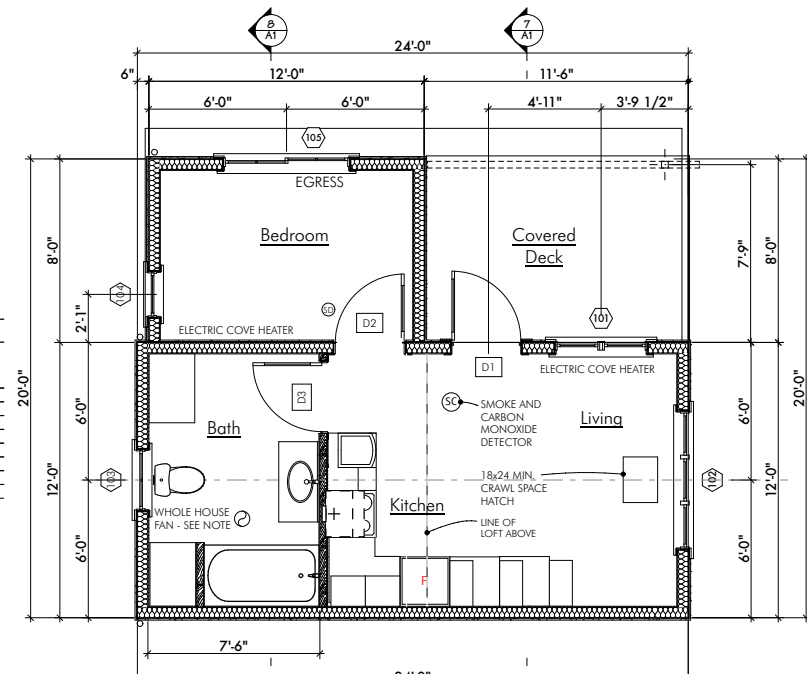 8
A1
7
A1
24'-0"
6"
12'-0"
11'-6"
6'-0"
6'-0"
4'-11"
3'-9 1/2"
105
EGRESS
Bedroom
Covered
Deck
8'-0"
7'-9"
8'-0"
104
2'-1"
SD
D2
101
ELECTRIC COVE HEATER
D1
ELECTRIC COVE HEATER
20'-0"
6'-0"
D3
SC
SMOKE AND
CARBON
MONOXIDE
DETECTOR
Living
6'-0"
20'-0"
Bath
103
12'-0"
18x24 MIN.
CRAWL SPACE
HATCH
102
12'-0"
WHOLE HOUSE
FAN - SEE NOTE
Kitchen
LINE OF
LOFT ABOVE
6'-0"
6'-0"
F
7'-6"